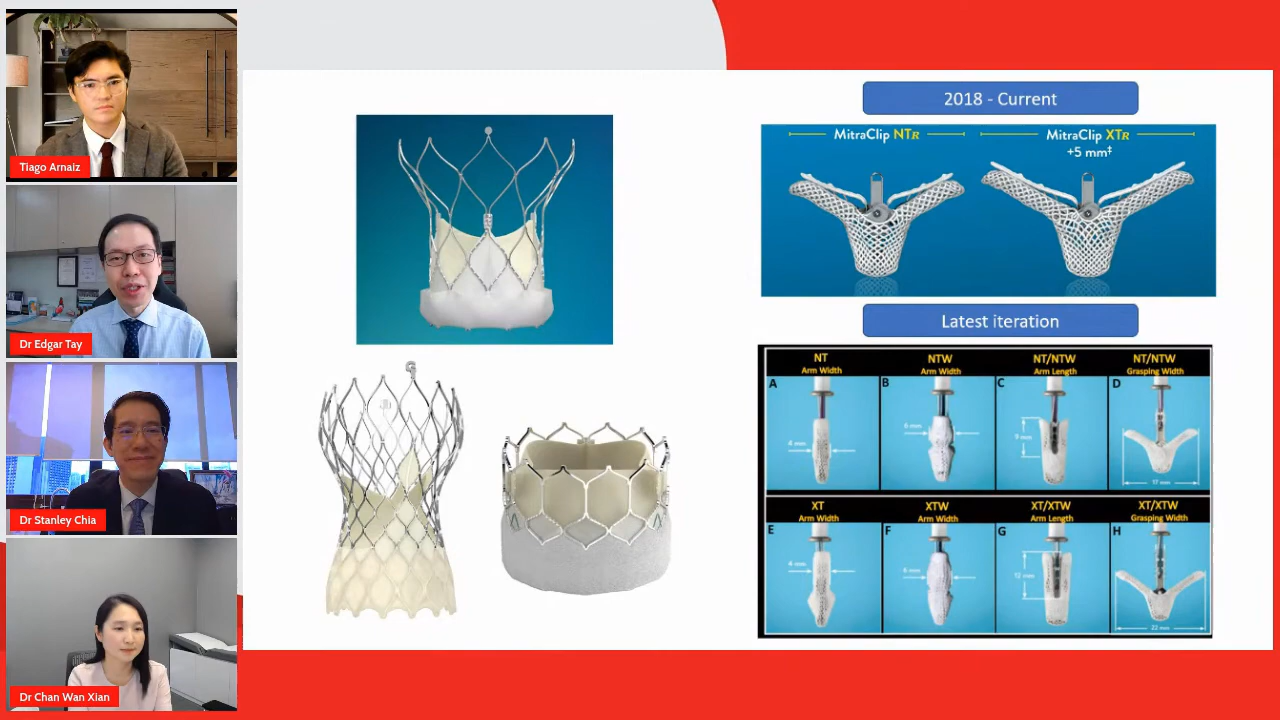 Tiago Arnaiz
Dr Edgar Tay
Dr Stanley Chia
Dr Chan Wan Xian
2018 - Current
MitraClip NTR
MitraClip XTR
+5 mm‡
Latest iteration
NT
Arm Width
NTW
Arm Width
NT/NTW
Arm Length
NT/NTW
Grasping Width
A
B
C
D
4 mm
6 mm
9 mm
17 mm
XT
Arm Width
XTW
Arm Width
XT/XTW
Arm Length
XT/XTW
Grasping Width
E
F
G
H
4 mm
6 mm
12 mm
22 mm